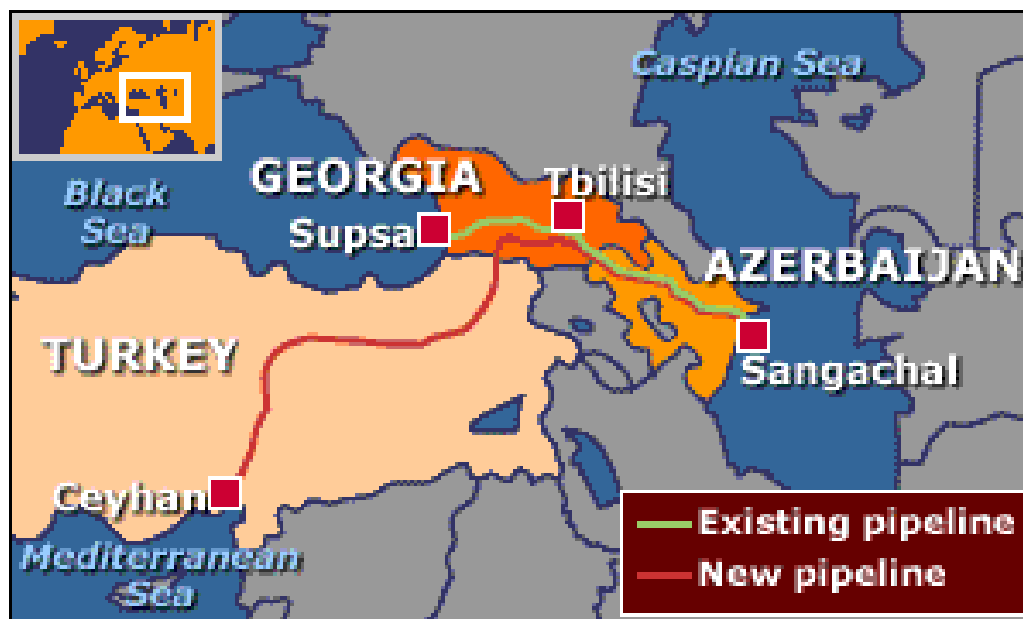 Caspian Sea
Black
Sea
GEORGIA
Tbilisi
Supsa
AZERBAIJAN
TURKEY
Sangachal
Ceyhan
Existing pipeline
New pipeline
Mediterranean
Sea